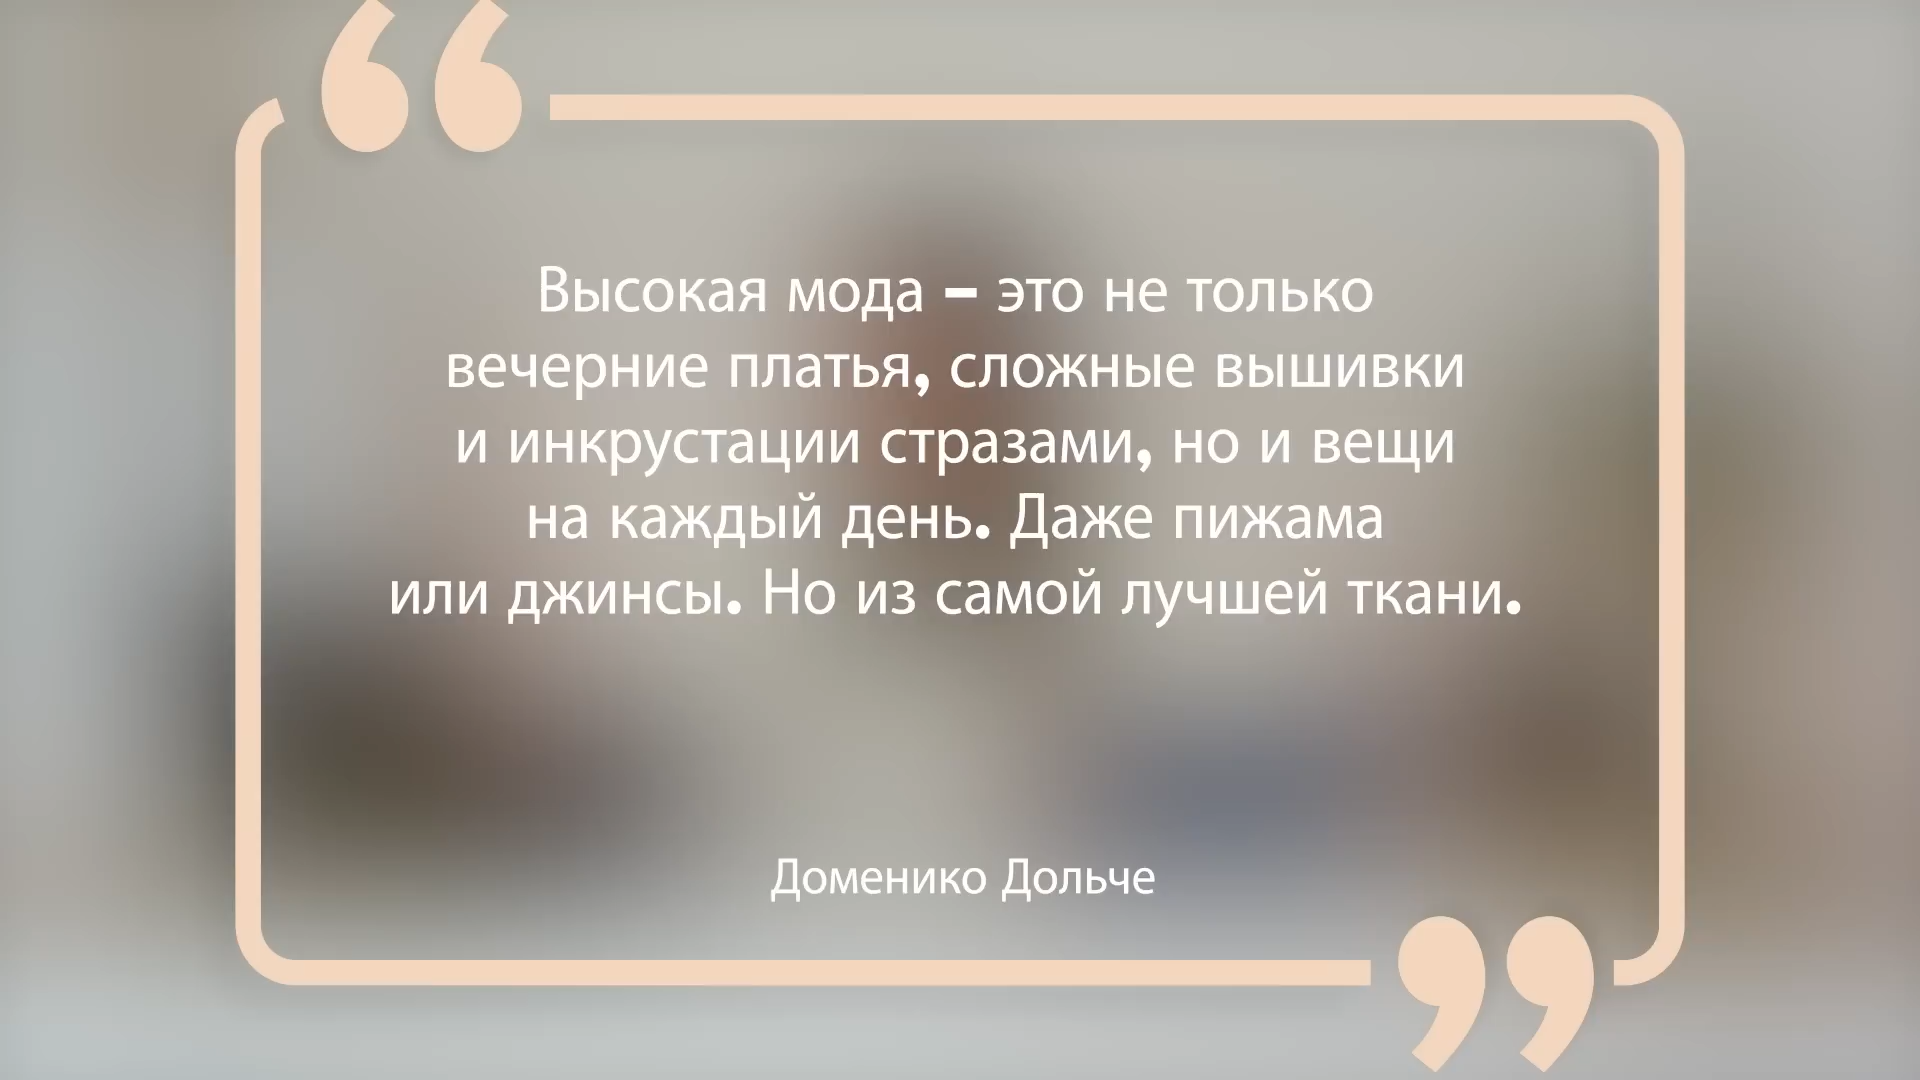 Высокая мода – это не только
вечерние платья, сложные вышивки
и инкрустации стразами, но и вещи
на каждый день. Даже пижама
или джинсы. Но из самой лучшей ткани.
Доменико Дольче